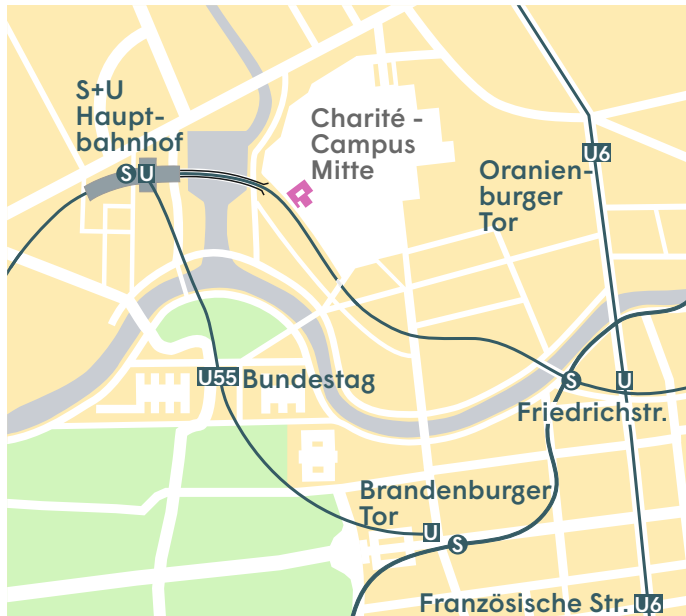 S+U
Haupt-
bahnhof
S U
Charité -
Campus
Mitte
U6
Oranien-
burger
Tor
U55 Bundestag
S U
Friedrichstr.
Brandenburger
Tor
U S
Französische Str. U6